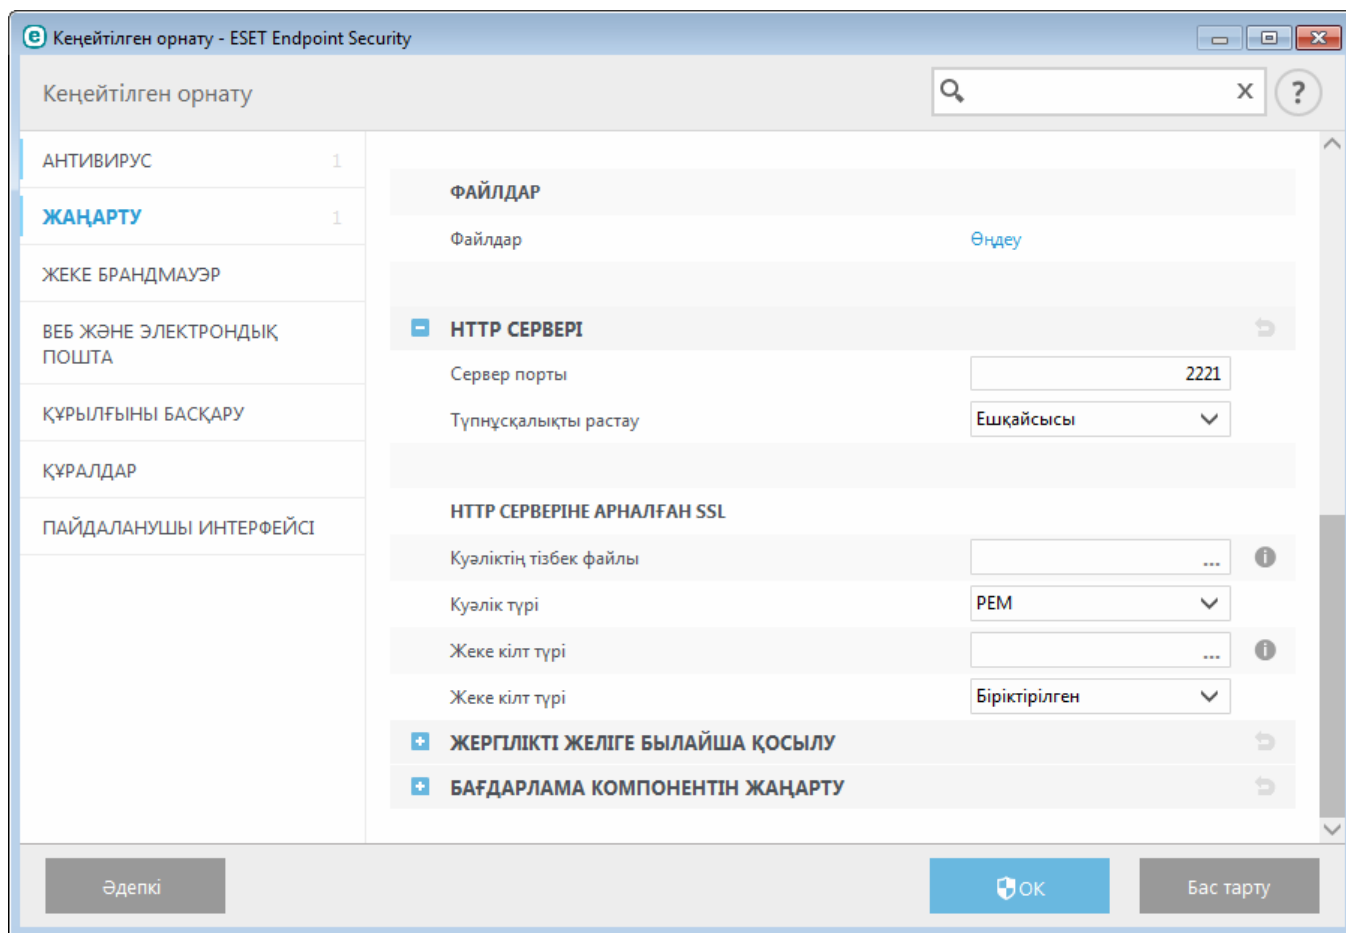 Кеңейтілген орнату - ESET Endpoint Security
Кеңейтілген орнату
АНТИВИРУС 1
ЖАҢАРТУ 1
ЖЕКЕ БРАНДМАУЭР
ВЕБ ЖӘНЕ ЭЛЕКТРОНДЫҚ
ПОШТА
ҚҰРЫЛҒЫНЫ БАСҚАРУ
ҚҰРАЛДАР
ПАЙДАЛАНУШЫ ИНТЕРФЕЙСІ
ФАЙЛДАР
Файлдар Өңдеу
HTTP СЕРВЕРІ
Сервер порты 2221
Түпнұсқалықты растау Ешқайсысы
HTTP СЕРВЕРІНЕ АРНАЛҒАН SSL
Куәліктің тізбек файлы ...
Куәлік түрі PEM
Жеке кілт түрі ...
Жеке кілт түрі Біріктірілген
ЖЕРГІЛІКТІ ЖЕЛІГЕ БЫЛАЙША ҚОСЫЛУ
БАҒДАРЛАМА КОМПОНЕНТІН ЖАҢАРТУ
Әдепкі
OK
Бас тарту